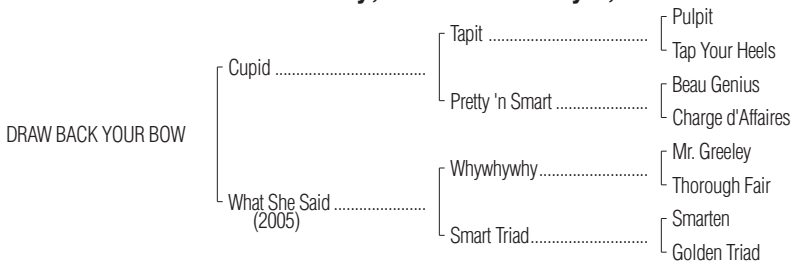 Pulpit
Tapit ........................................
Tap Your Heels
Cupid ......................................
Beau Genius
Pretty 'n Smart .......................
Charge d'Affaires
DRAW BACK YOUR BOW
Mr. Greeley
Whywhywhy...........................
Thorough Fair
What She Said .......................
(2005)
Smarten
Smart Triad.............................
Golden Triad